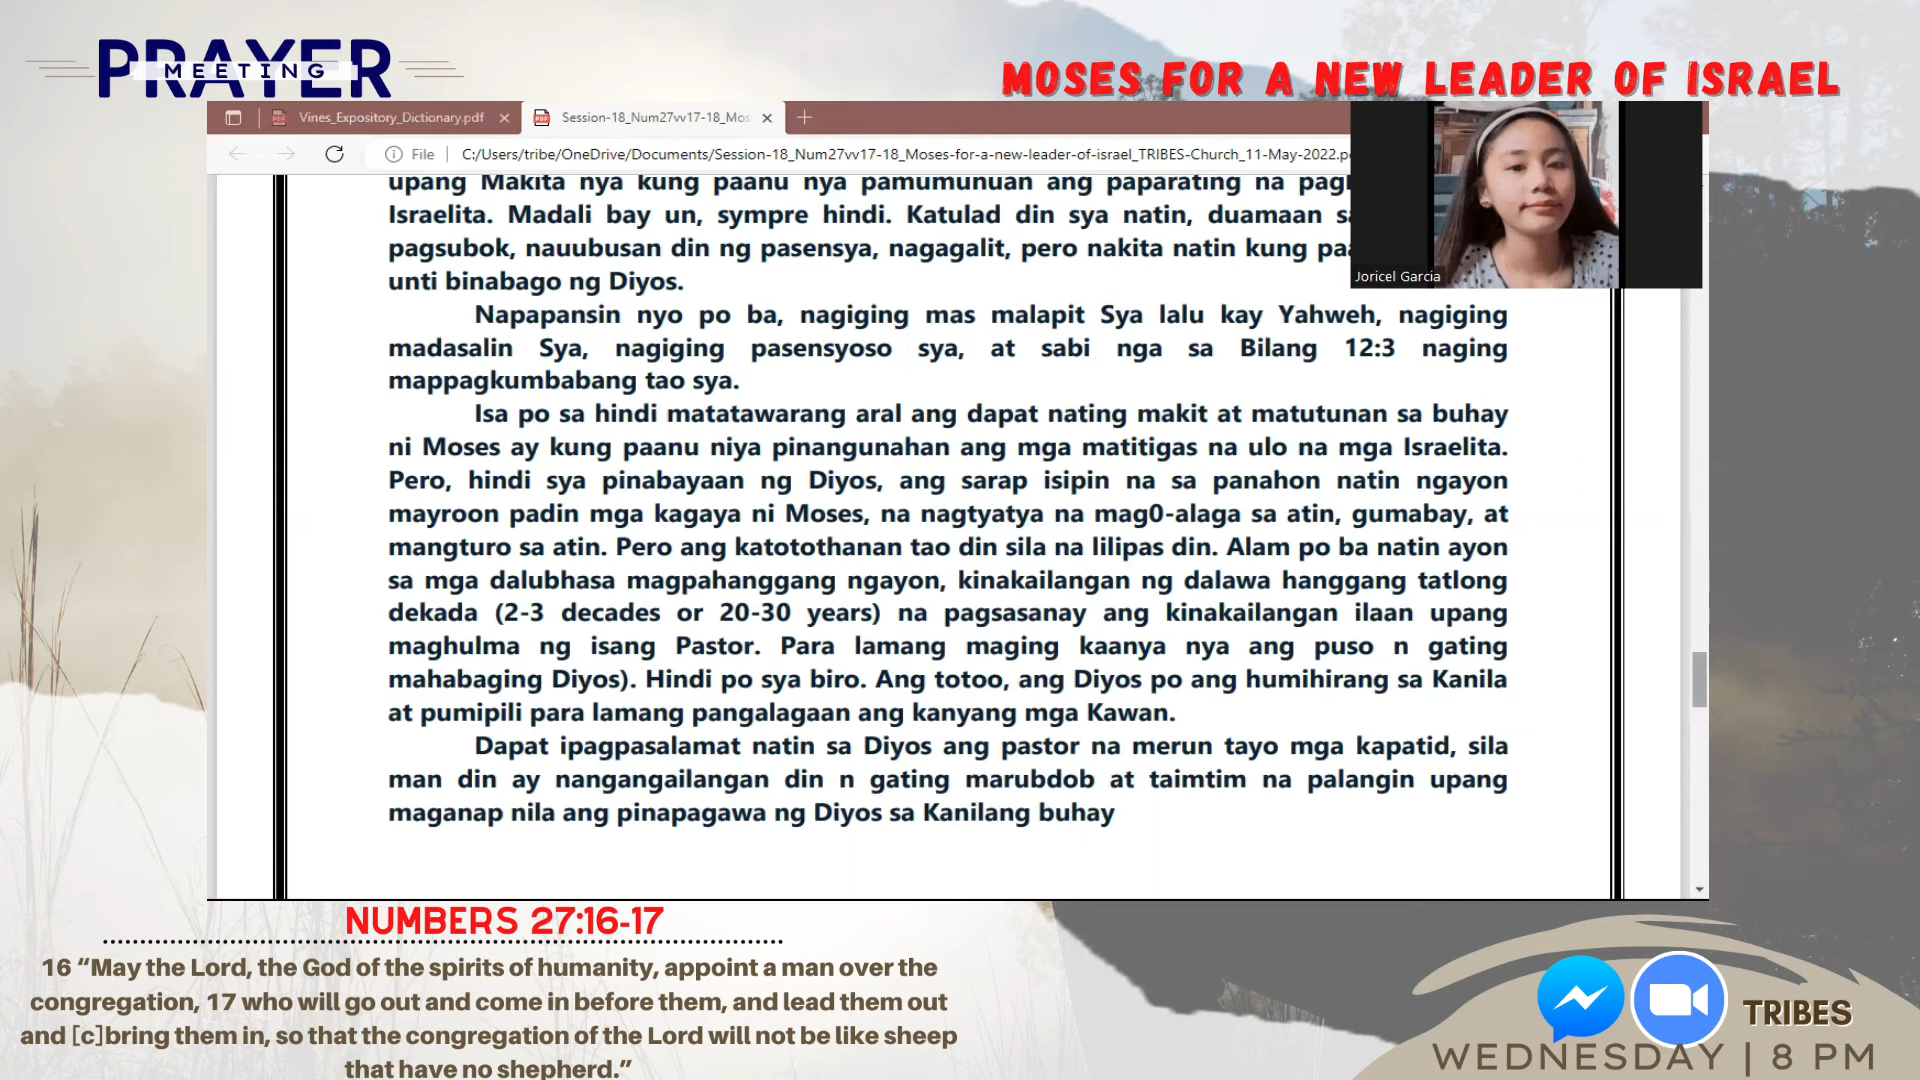 PRAYER
MEETING
MOSES FOR A NEW LEADER OF ISRAEL
Vines_Expository_Dictionary.pdf
Session-18_Num27vv17-18_Mos
File
C:/Users/tribe/OneDrive/Documents/Session-18_Num27vv17-18_Moses-for-a-new-leader-of-israel_TRIBES-Church_11-May-2022.p
upang Makita nya kung paanu nya pamumunuan ang paparating na
Israelita. Madali bay un, sympre hindi. Katulad din sya natin, duamaan
pagsubok, nauubusan din ng pasensya, nagagalit, pero nakita natin kung
unti binabago ng Diyos.
Joricel Garcia
Napapansin nyo po ba, nagiging mas malapit Sya lalu kay Yahweh, nagiging
madasalin Sya, nagiging pasensyoso sya, at sabi nga sa Bilang 12:3 naging
mappagkumbabang tao sya.
Isa po sa hindi matatawarang aral ang dapat nating makit at matutunan sa buhay
ni Moses ay kung paanu niya pinangunahan ang mga matitigas na ulo na mga Israelita.
Pero, hindi sya pinabayaan ng Diyos, ang sarap isipin na sa panahon natin ngayon
mayroon padin mga kagaya ni Moses, na nagtyatya na mag0-alaga sa atin, gumabay, at
mangturo sa atin. Pero ang katotothanan tao din sila na lilipas din. Alam po ba natin ayon
sa mga dalubhasa magpahanggang ngayon, kinakailangan ng dalawa hanggang tatlong
dekada (2-3 decades or 20-30 years) na pagsasanay ang kinakailangan ilaan upang
maghulma ng isang Pastor. Para lamang maging kaanya nya ang puso n gating
mahabaging Diyos). Hindi po sya biro. Ang totoo, ang Diyos po ang humihirang sa Kanila
at pumipili para lamang pangalagaan ang kanyang mga Kawan.
Dapat ipagpasalamat natin sa Diyos ang pastor na merun tayo mga kapatid, sila
man din ay nangangailangan din n gating marubdob at taimtim na palangin upang
maganap nila ang pinapagawa ng Diyos sa Kanilang buhay
NUMBERS 27:16-17
16 “May the Lord, the God of the spirits of humanity, appoint a man over the
congregation, 17 who will go out and come in before them, and lead them out
and [c]bring them in, so that the congregation of the Lord will not be like sheep
that have no shepherd.”
TRIBES
WEDNESDAY | 8 PM